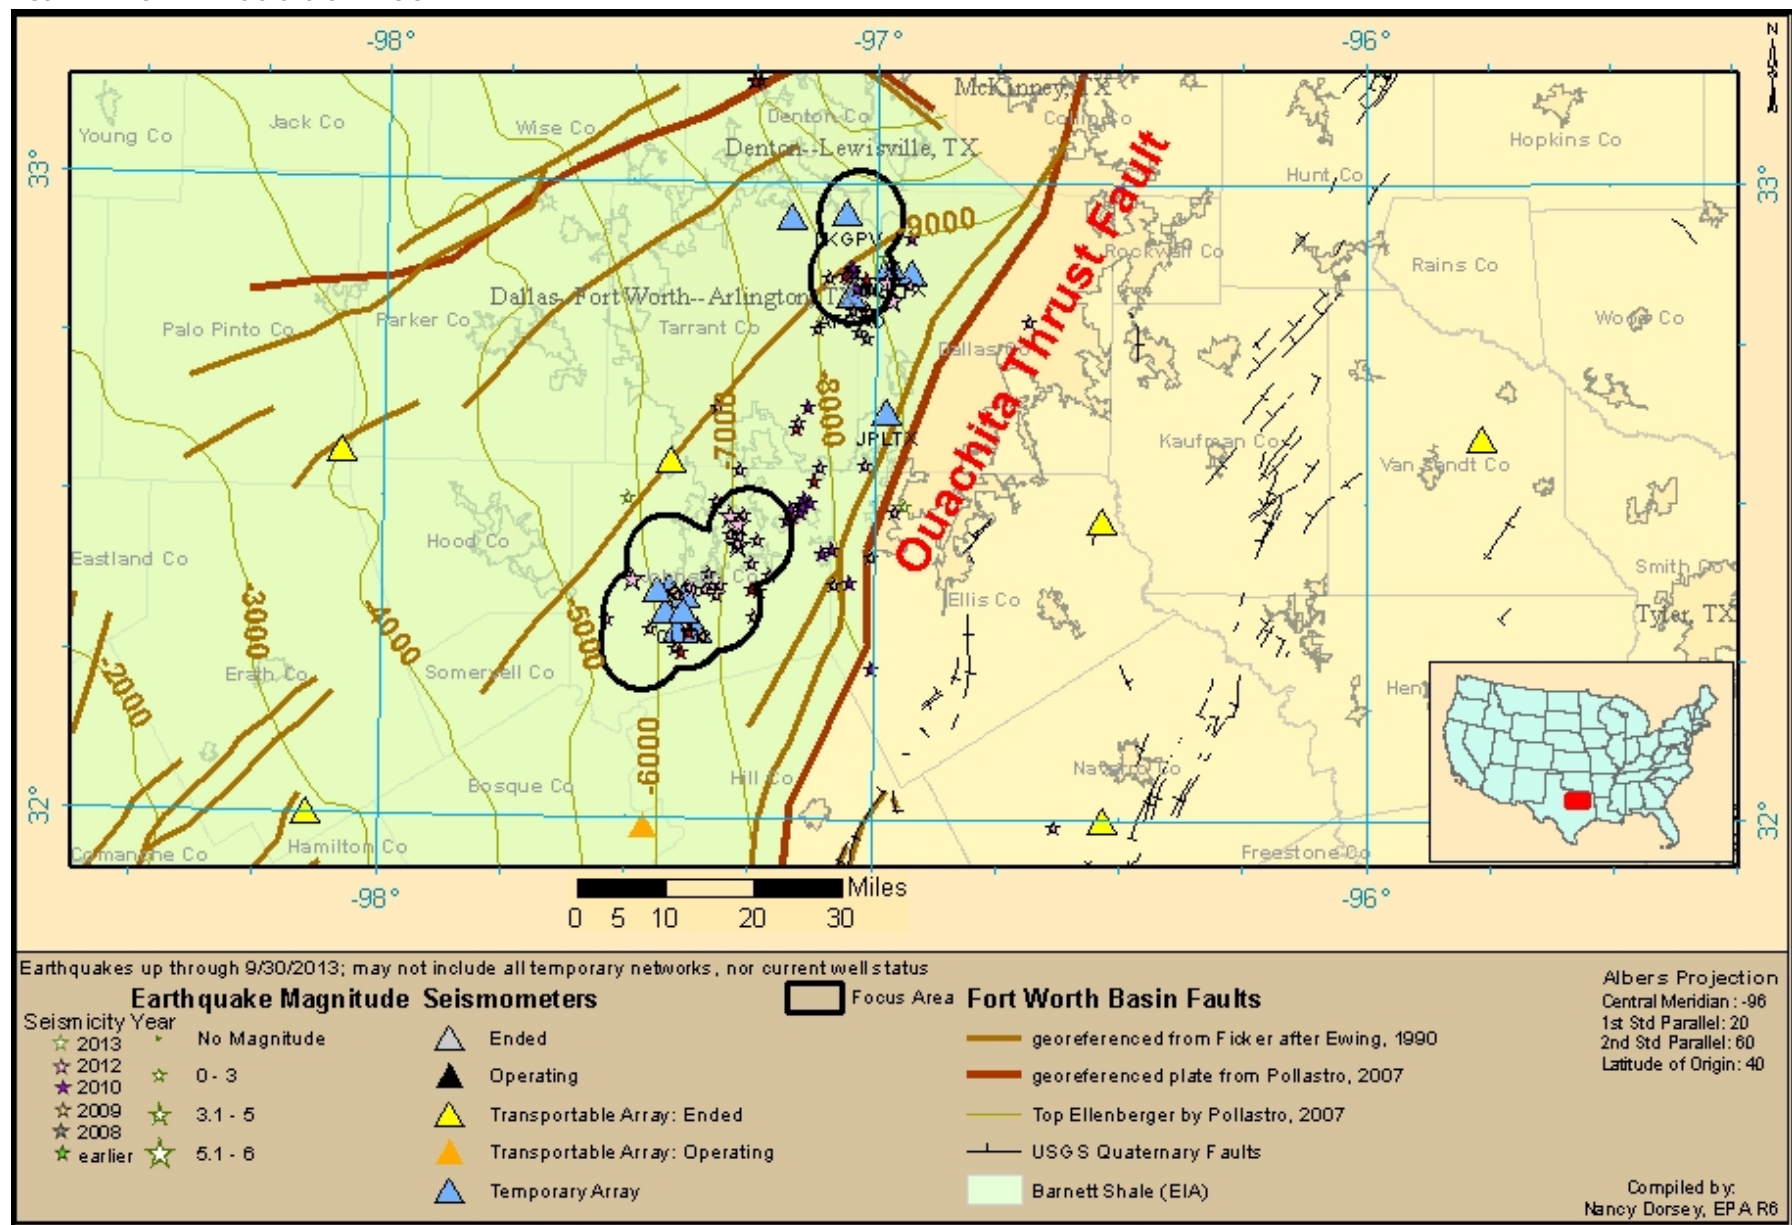 -98°
-97°
-96°
McKinney, TX
Young Co
Jack Co
Wise Co
Denton Co
Collin Co
Hopkins Co
Denton--Lewisville, TX
33°
33°
Hunt Co
-9000
KGPV
Rockwall Co
Rains Co
Dallas--Fort Worth--Arlington, TX
Palo Pinto Co
Parker Co
Tarrant Co
Wood Co
Dallas Co
Ouachita Thrust Fault
-7000
-8000
JPLTX
Kaufman Co
Van Zandt Co
Eastland Co
Hood Co
Johnson Co
Smith Co
Ellis Co
Tyler, TX
-3000
-4000
-5000
-2000
Erath Co
Somervell Co
Hen
-6000
Bosque Co
Hill Co
Navarro Co
32°
32°
Comanche Co
Hamilton Co
Freestone Co
-98°
-96°
Miles
0 5 10 20 30
Earthquakes up through 9/30/2013; may not include all temporary networks, nor current well status
Earthquake Magnitude
Seismicity Year
2013
2012
2010
2009
2008
earlier
No Magnitude
0 - 3
3.1 - 5
5.1 - 6
Seismometers
Ended
Operating
Transportable Array: Ended
Transportable Array: Operating
Temporary Array
Focus Area
Fort Worth Basin Faults
georeferenced from Ficker after Ewing, 1990
georeferenced plate from Pollastro, 2007
Top Ellenberger by Pollastro, 2007
USGS Quaternary Faults
Barnett Shale (EIA)
Albers Projection
Central Meridian: -96
1st Std Parallel: 20
2nd Std Parallel: 60
Latitude of Origin: 40
Compiled by:
Nancy Dorsey, EPA R6